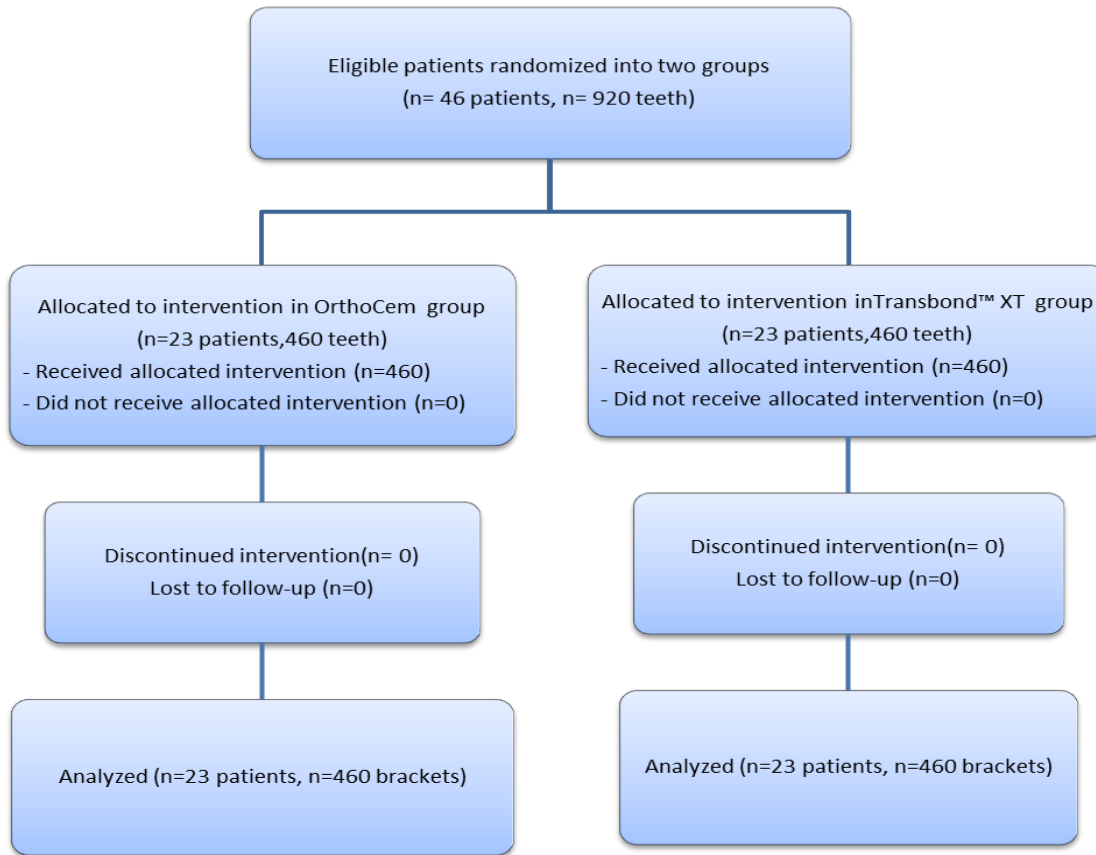 Eligible patients randomized into two groups
(n= 46 patients, n= 920 teeth)
Allocated to intervention in OrthoCem group
(n=23 patients,460 teeth)
- Received allocated intervention (n=460)
- Did not receive allocated intervention (n=0)
Allocated to intervention inTransbond™ XT group
(n=23 patients,460 teeth)
- Received allocated intervention (n=460)
- Did not receive allocated intervention (n=0)
Discontinued intervention(n= 0)
Lost to follow-up (n=0)
Discontinued intervention(n= 0)
Lost to follow-up (n=0)
Analyzed (n=23 patients, n=460 brackets)
Analyzed (n=23 patients, n=460 brackets)